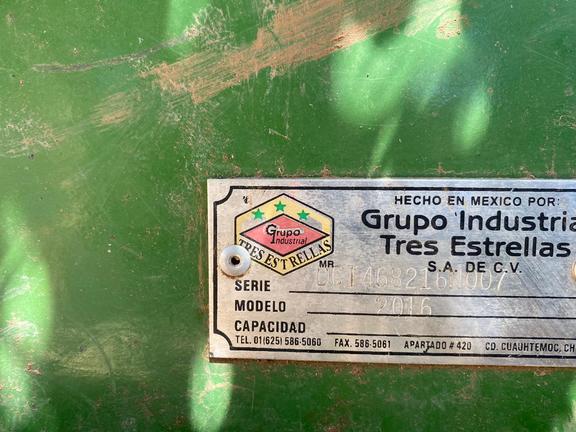 HECHO EN MEXICO POR:
Grupo Industria
Tres Estrellas
S.A. DE C.V.
Grupo
Industrial
TRES ESTRELLAS
MR
SERIE
MODELO 2016
CAPACIDAD
TEL. 01(625) 586-5060 FAX. 586-5061 APARTADO # 420 CD. CUAUHTEMOC, CH